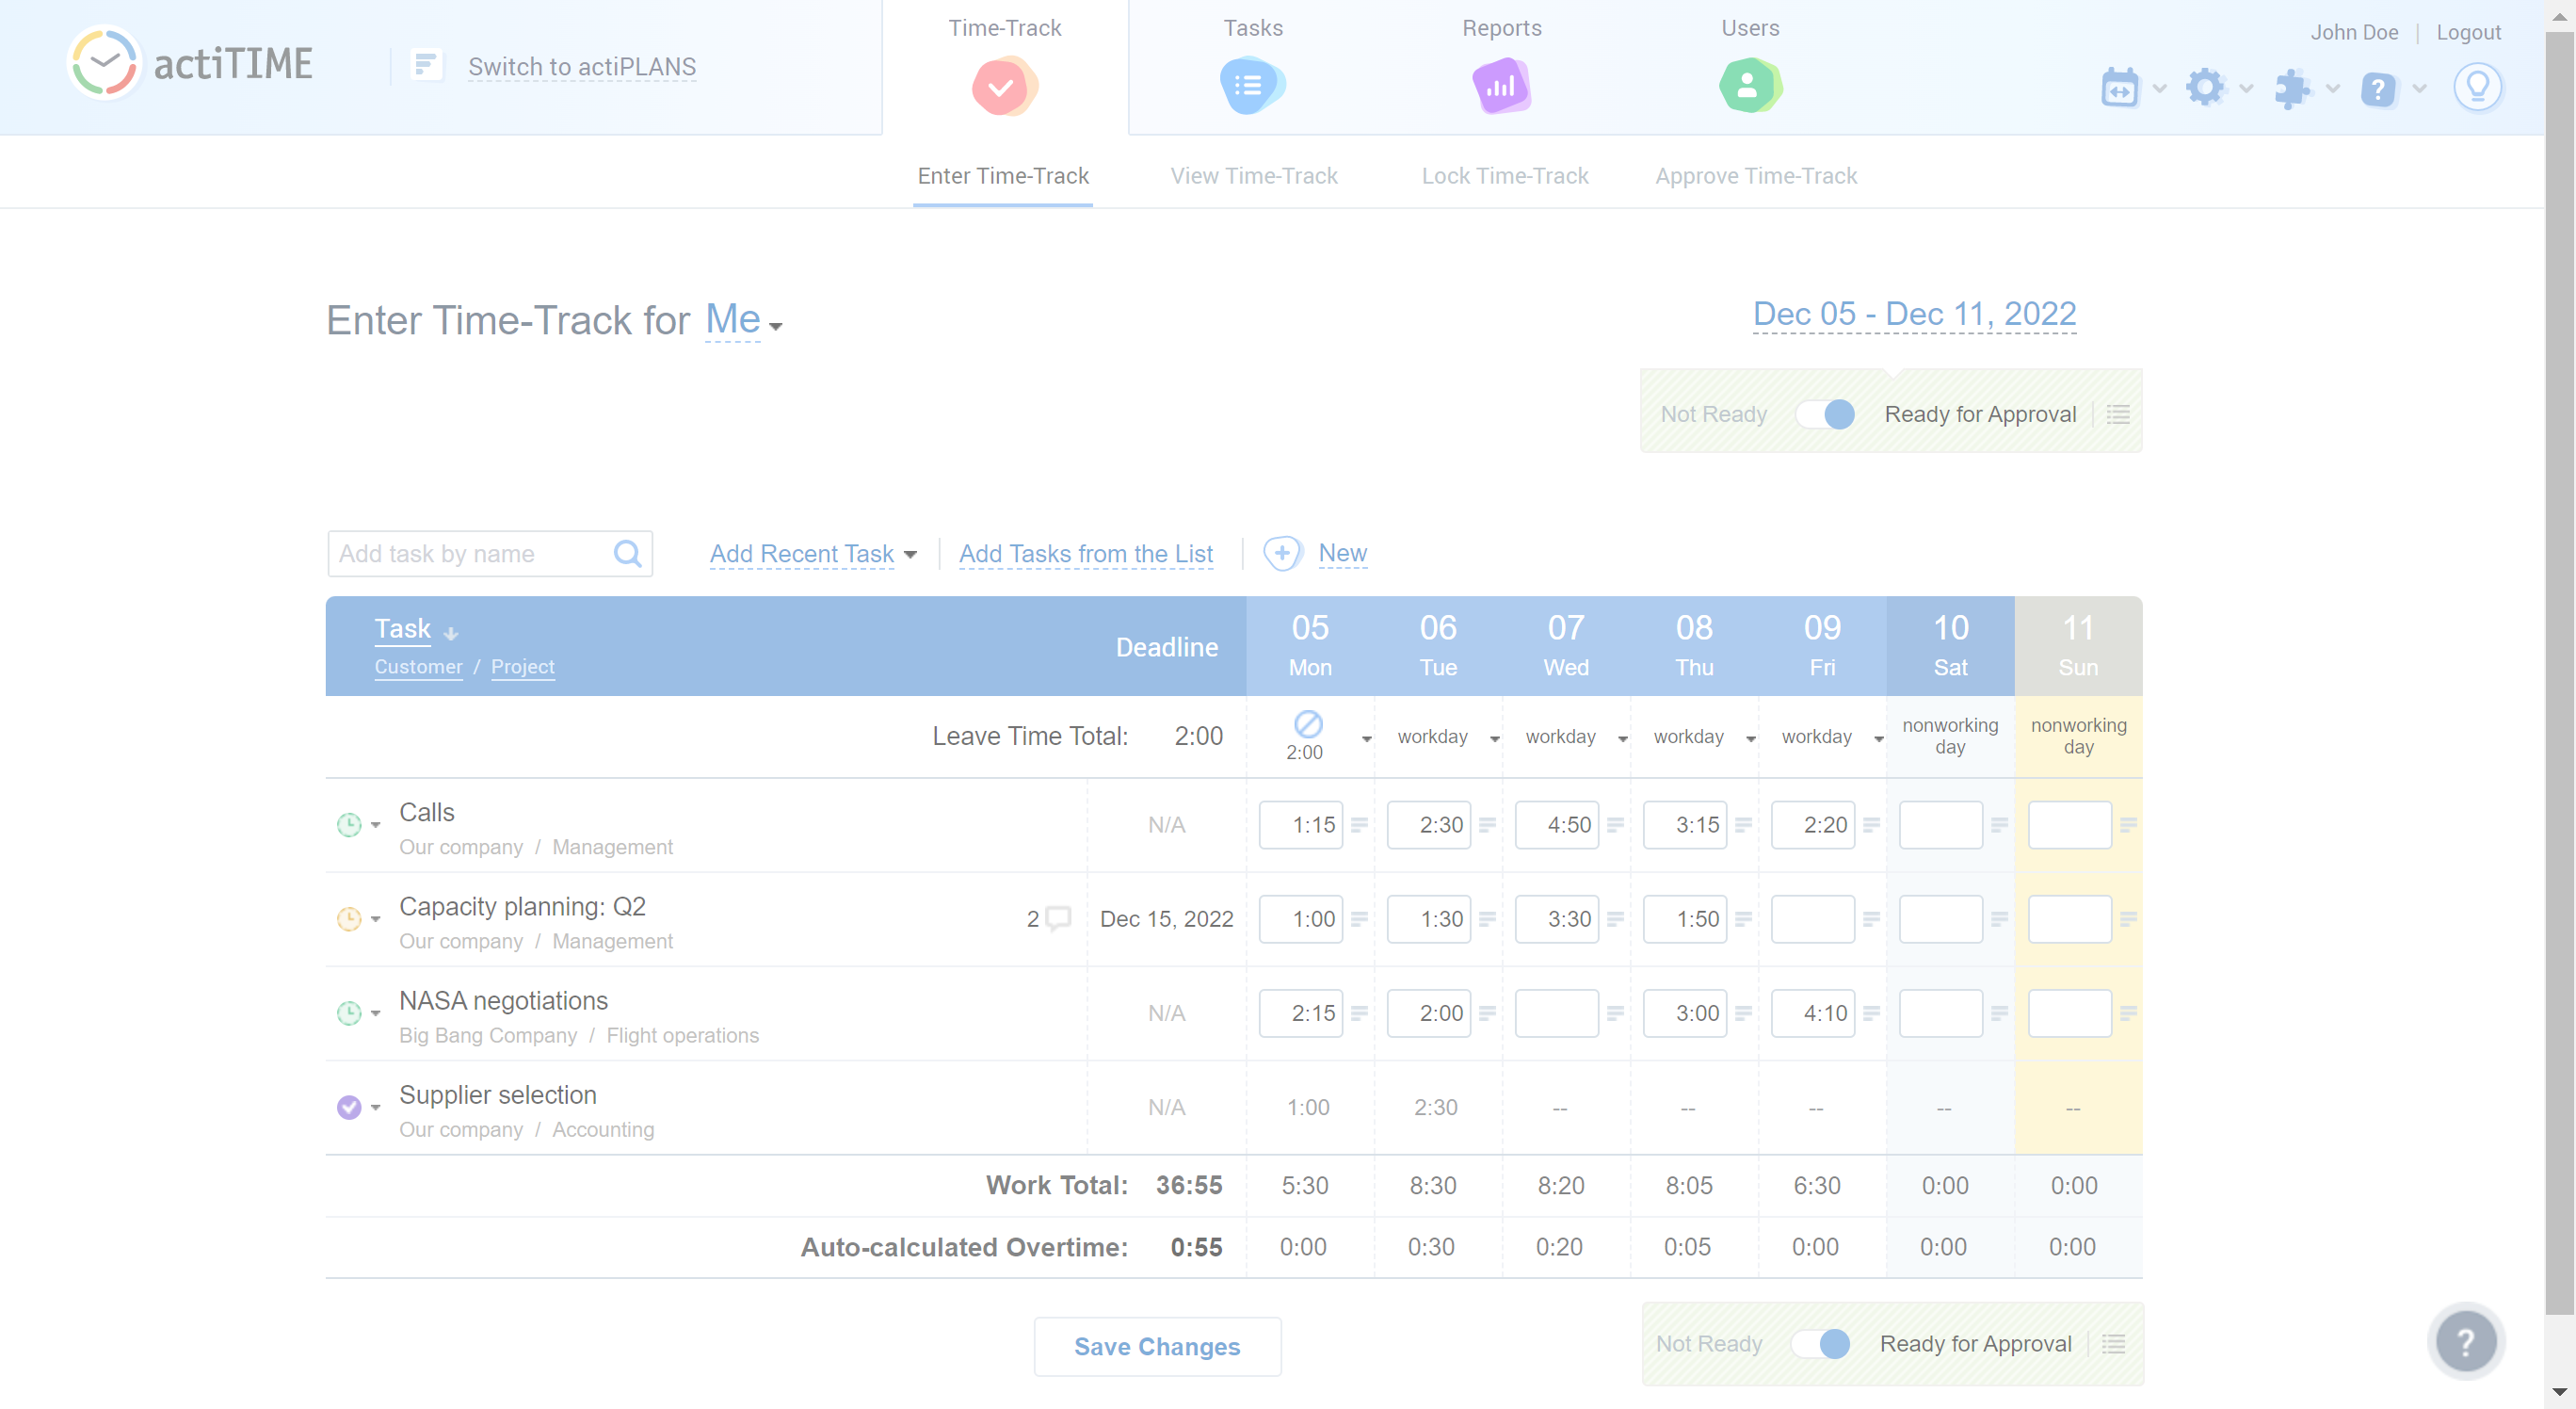 actiTIME
Switch to actiPLANS
Time-Track
Tasks
Reports
Users
John Doe
Logout
Enter Time-Track
View Time-Track
Lock Time-Track
Approve Time-Track
Enter Time-Track for Me
Dec 05 - Dec 11, 2022
Not Ready
Ready for Approval
Add task by name
Add Recent Task
Add Tasks from the List
New
Task
Customer / Project
Deadline
05 Mon
06 Tue
07 Wed
08 Thu
09 Fri
10 Sat
11 Sun
Leave Time Total: 2:00
2:00
workday
workday
workday
workday
nonworking day
nonworking day
Calls
Our company / Management
N/A 1:15 2:30 4:50 3:15 2:20
Capacity planning: Q2
Our company / Management
2 Dec 15, 2022 1:00 1:30 3:30 1:50
NASA negotiations
Big Bang Company / Flight operations
N/A 2:15 2:00 3:00 4:10
Supplier selection
Our company / Accounting
N/A 1:00 2:30 -- -- -- -- --
Work Total: 36:55 5:30 8:30 8:20 8:05 6:30 0:00 0:00
Auto-calculated Overtime: 0:55 0:00 0:30 0:20 0:05 0:00 0:00 0:00
Save Changes
Not Ready
Ready for Approval
?